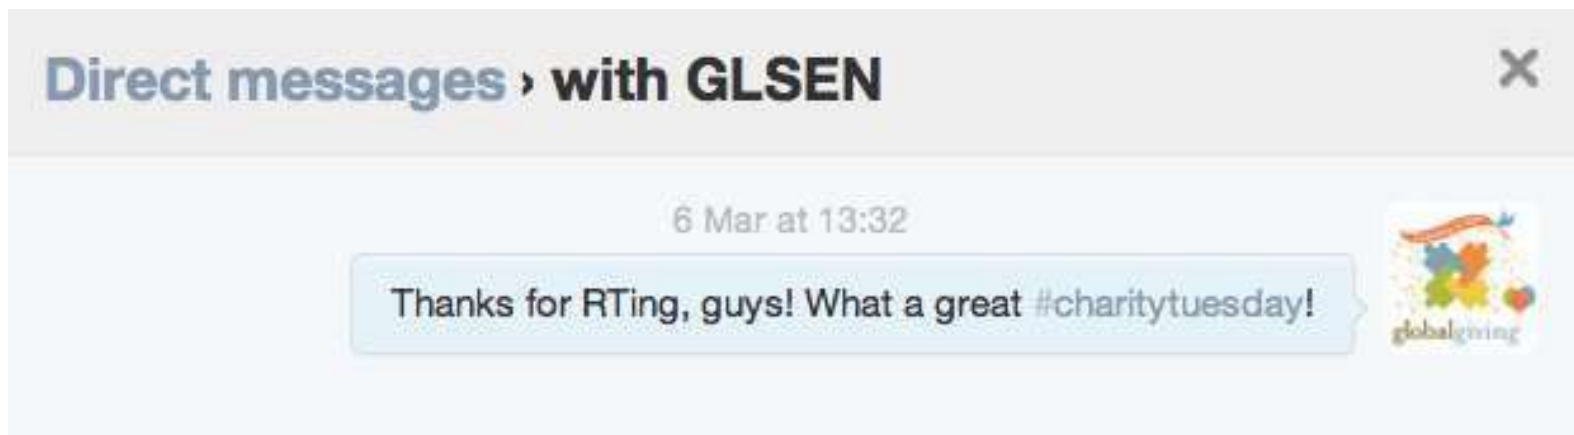 Direct messages › with GLSEN
6 Mar at 13:32
Thanks for RTing, guys! What a great #charitytuesday!
globalgiving